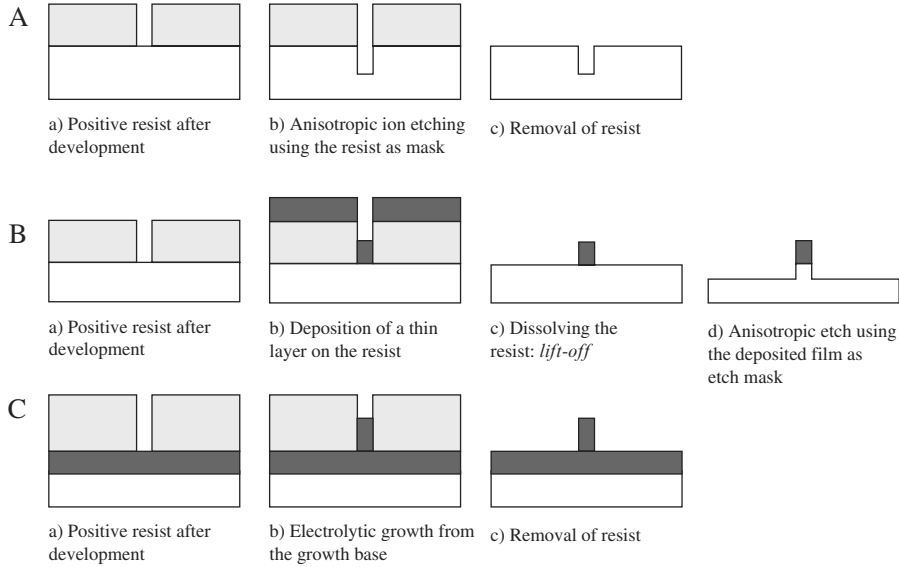 A
a) Positive resist after
development
b) Anisotropic ion etching
using the resist as mask
c) Removal of resist
B
a) Positive resist after
development
b) Deposition of a thin
layer on the resist
c) Dissolving the
resist: lift-off
d) Anisotropic etch using
the deposited film as
etch mask
C
a) Positive resist after
development
b) Electrolytic growth from
the growth base
c) Removal of resist